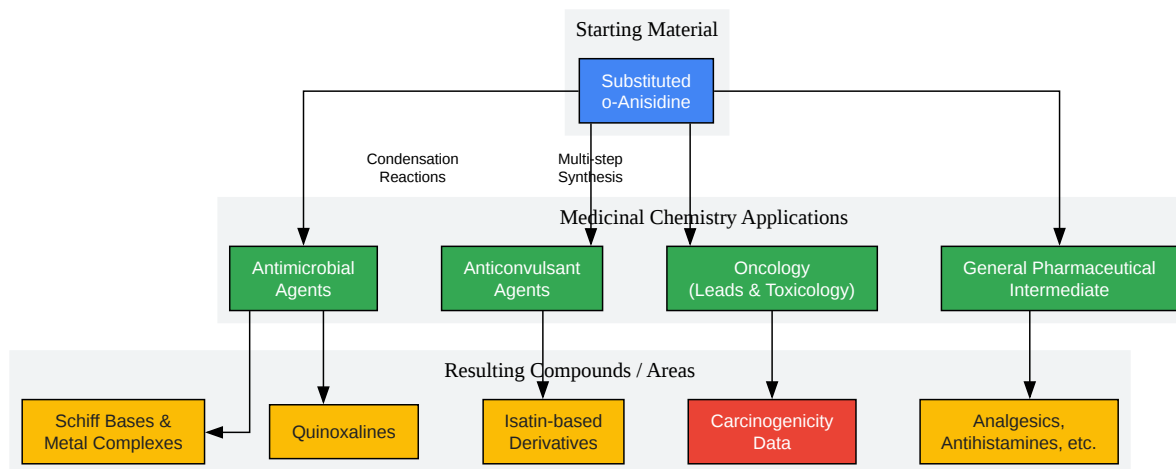 Starting Material
Substituted
o-Anisidine
Condensation
Reactions
Multi-step
Synthesis
Medicinal Chemistry Applications
Antimicrobial
Agents
Anticonvulsant
Agents
Oncology
(Leads & Toxicology)
General Pharmaceutical
Intermediate
Resulting Compounds / Areas
Schiff Bases &
Metal Complexes
Quinoxalines
Isatin-based
Derivatives
Carcinogenicity
Data
Analgesics,
Antihistamines, etc.